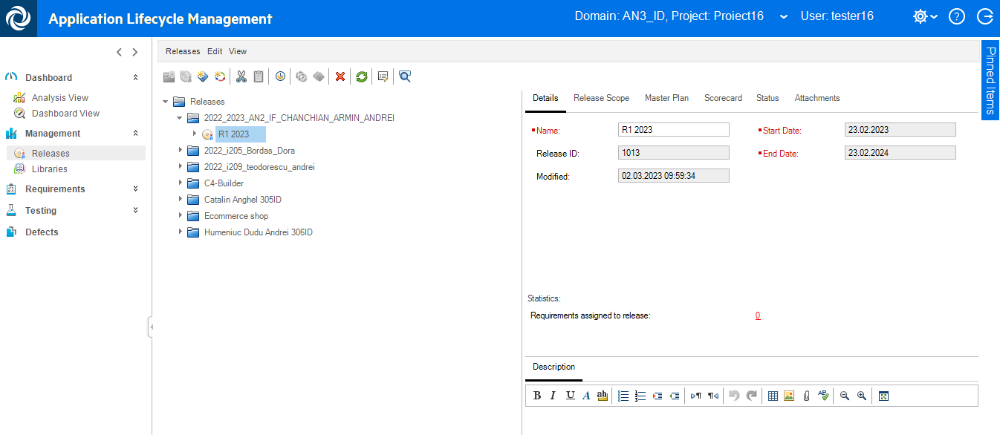 Application Lifecycle Management
Domain: AN3_ID, Project: Proiect16
User: tester16
Pinned Items
Dashboard
Analysis View
Dashboard View
Management
Releases
Libraries
Requirements
Testing
Defects
Releases Edit View
Releases
2022_2023_AN2_IF_CHANCHIAN_ARMIN_ANDREI
R1 2023
2022_i205_Bordas_Dora
2022_i209_teodorescu_andrei
C4-Builder
Catalin Anghel 305ID
Ecommerce shop
Humeniuc Dudu Andrei 306ID
Details Release Scope Master Plan Scorecard Status Attachments
Name: R1 2023 Start Date: 23.02.2023
Release ID: 1013 End Date: 23.02.2024
Modified: 02.03.2023 09:59:34
Statistics:
Requirements assigned to release: 0
Description
B I U A ab